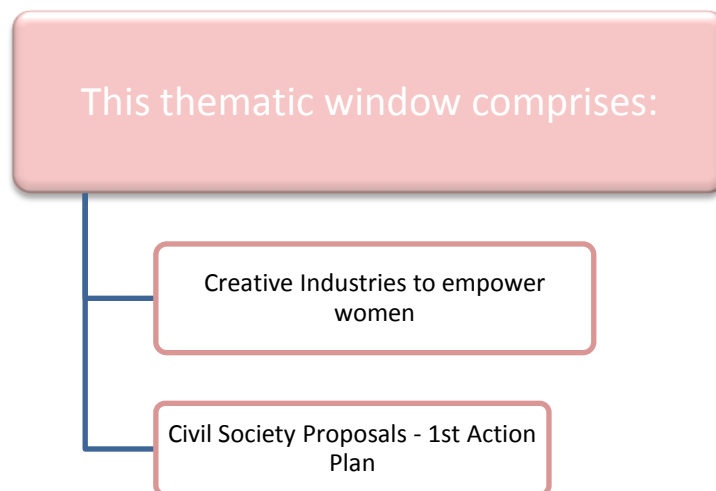 This thematic window comprises:
Creative Industries to empower
women
Civil Society Proposals - 1st Action
Plan